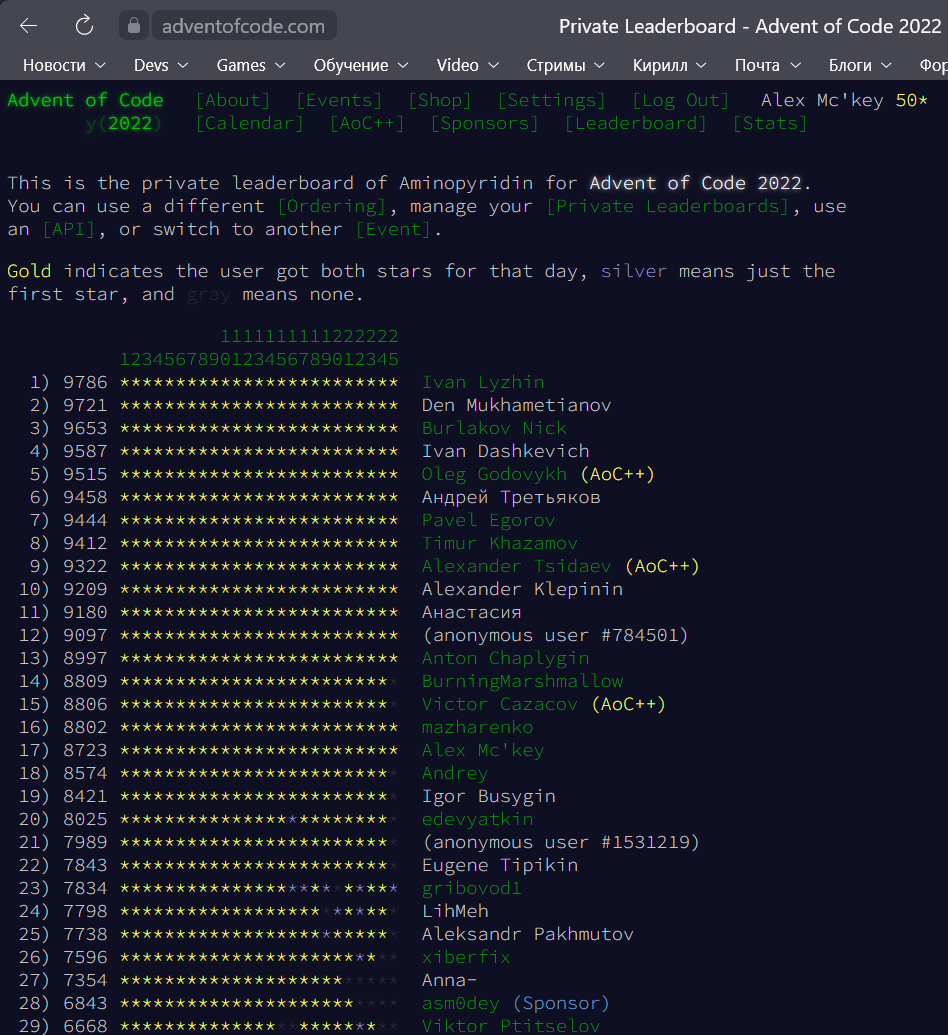 adventofcode.com Private Leaderboard - Advent of Code 2022
Новости Devs Games Обучение Video Стримы Кирилл Почта Блоги Фор
Advent of Code [About] [Events] [Shop] [Settings] [Log Out] Alex Mc'key 50*
y(2022) [Calendar] [AoC++] [Sponsors] [Leaderboard] [Stats]
This is the private leaderboard of Aminopyridin for Advent of Code 2022.
You can use a different [Ordering], manage your [Private Leaderboards], use
an [API], or switch to another [Event].
Gold indicates the user got both stars for that day, silver means just the
first star, and gray means none.
1111111111222222
1234567890123456789012345
1) 9786 ************************* Ivan Lyzhin
2) 9721 ************************* Den Mukhametianov
3) 9653 ************************* Burlakov Nick
4) 9587 ************************* Ivan Dashkevich
5) 9515 ************************* Oleg Godovykh (AoC++)
6) 9458 ************************* Андрей Третьяков
7) 9444 ************************* Pavel Egorov
8) 9412 ************************* Timur Khazamov
9) 9322 ************************* Alexander Tsidaev (AoC++)
10) 9209 ************************* Alexander Klepinin
11) 9180 ************************* Анастасия
12) 9097 ************************* (anonymous user #784501)
13) 8997 ************************* Anton Chaplygin
14) 8809 ************************* BurningMarshmallow
15) 8806 ************************* Victor Cazacov (AoC++)
16) 8802 ************************* mazharenko
17) 8723 ************************* Alex Mc'key
18) 8574 ************************* Andrey
19) 8421 ************************* Igor Busygin
20) 8025 ************************* edevyatkin
21) 7989 ************************* (anonymous user #1531219)
22) 7843 ************************* Eugene Tipikin
23) 7834 ************************* gribovod1
24) 7798 ************************* LihMeh
25) 7738 ************************* Aleksandr Pakhmutov
26) 7596 ************************* xiberfix
27) 7354 ************************* Anna-
28) 6843 ************************* asm0dey (Sponsor)
29) 6668 ************************* Viktor Ptitselov